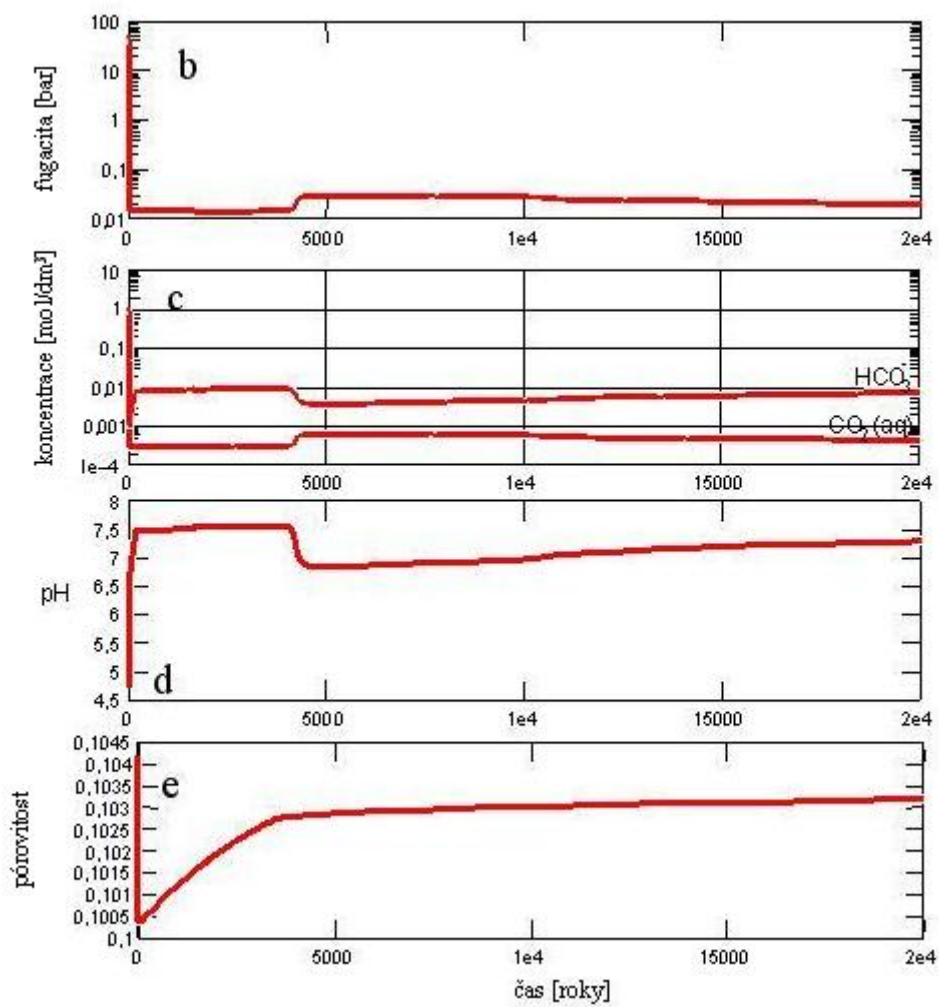 fugacita [bar]
b
100
10
1
0,1
0,01
0 5000 1e4 15000 2e4
koncentrace [mol/dm³]
c
10
1
0,1
0,01
0,001
1e–4
HCO3
CO2 (aq)
0 5000 1e4 15000 2e4
pH
d
8
7,5
7
6,5
6
5,5
5
4,5
0 5000 1e4 15000 2e4
pórovitost
e
0,1045
0,104
0,1035
0,103
0,1025
0,102
0,1015
0,101
0,1005
0,1
0 5000 1e4 15000 2e4
čas [roky]